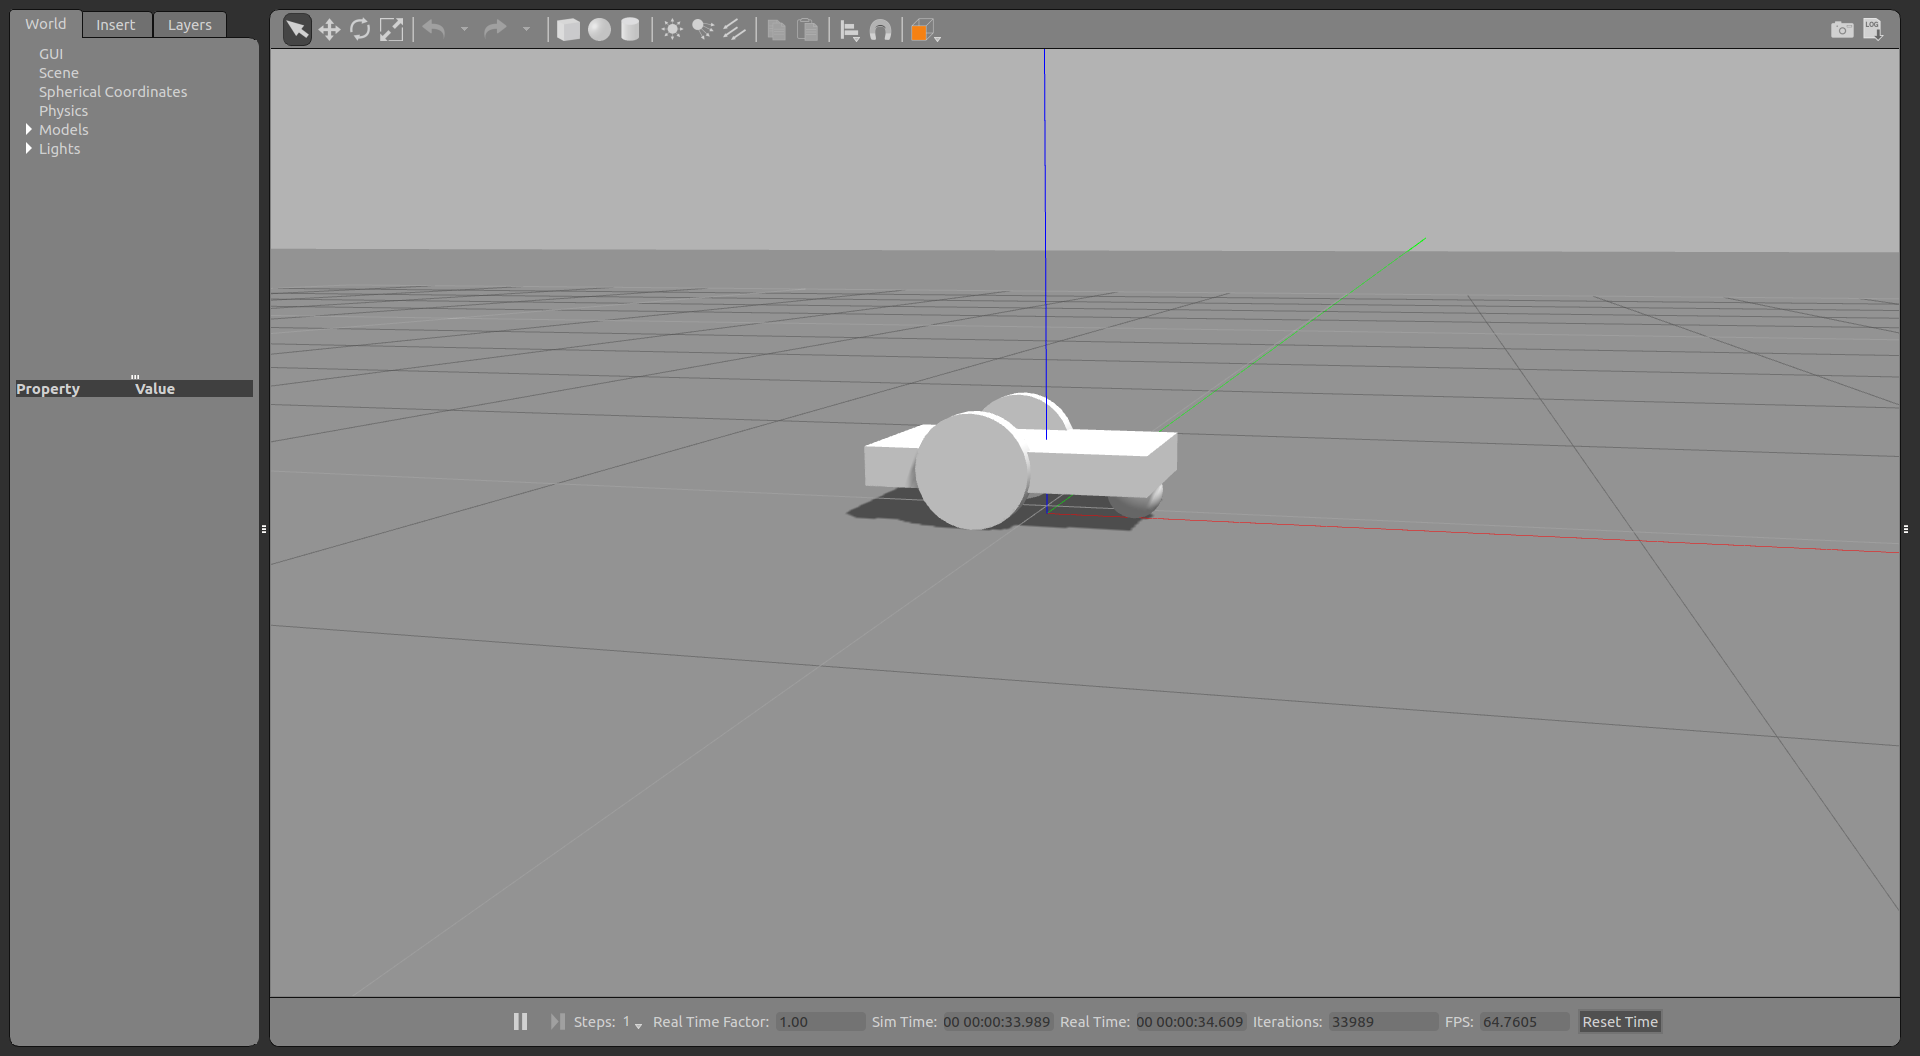 World Insert Layers
LOG
GUI
Scene
Spherical Coordinates
Physics
Models
Lights
Property Value
Steps: 1 Real Time Factor: 1.00 Sim Time: 00 00:00:33.989 Real Time: 00 00:00:34.609 Iterations: 33989 FPS: 64.7605 Reset Time